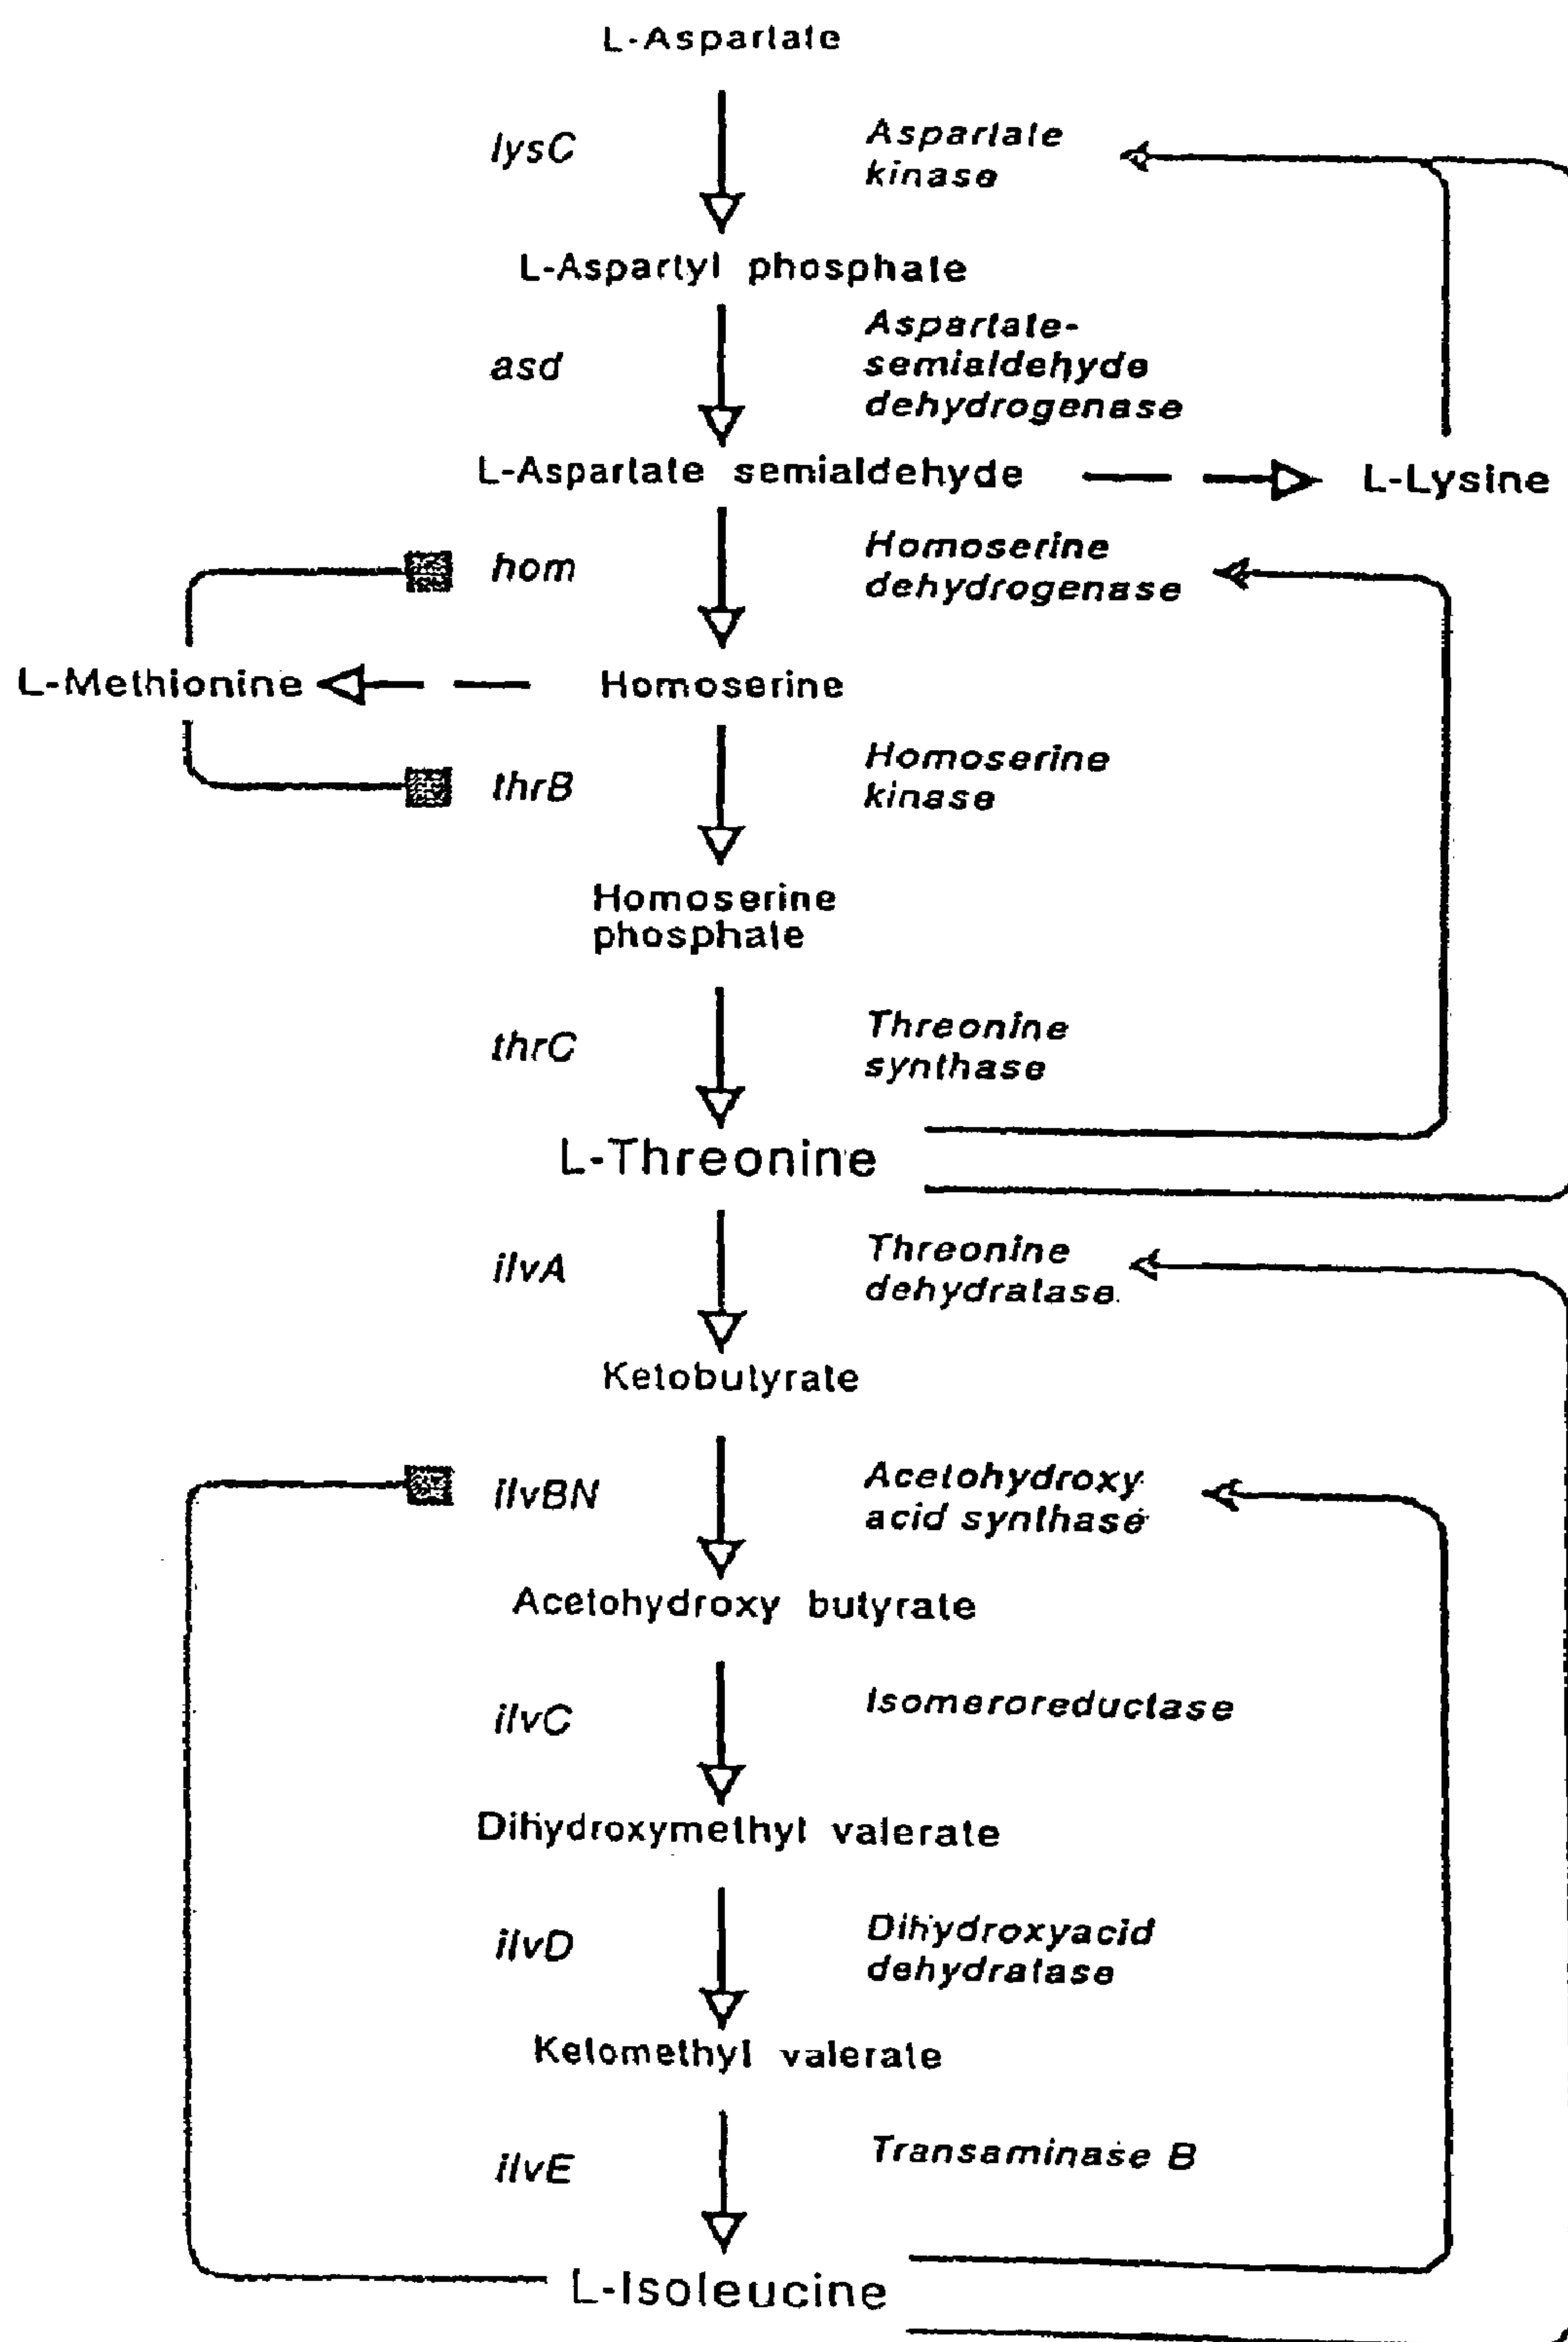 L-Aspartate
lysC
Aspartate
kinase
L-Aspartyl phosphate
asd
Aspartate-
semialdehyde
dehydrogenase
L-Aspartate semialdehyde
L-Lysine
hom
Homoserine
dehydrogenase
L-Methionine
Homoserine
thrB
Homoserine
kinase
Homoserine
phosphate
thrC
Threonine
synthase
L-Threonine
ilvA
Threonine
dehydratase
Ketobutyrate
ilvBN
Acetohydroxy
acid synthase
Acetohydroxy butyrate
ilvC
Isomeroreductase
Dihydroxymethyl valerate
ilvD
Dihydroxyacid
dehydratase
Ketomethyl valerate
ilvE
Transaminase B
L-Isoleucine